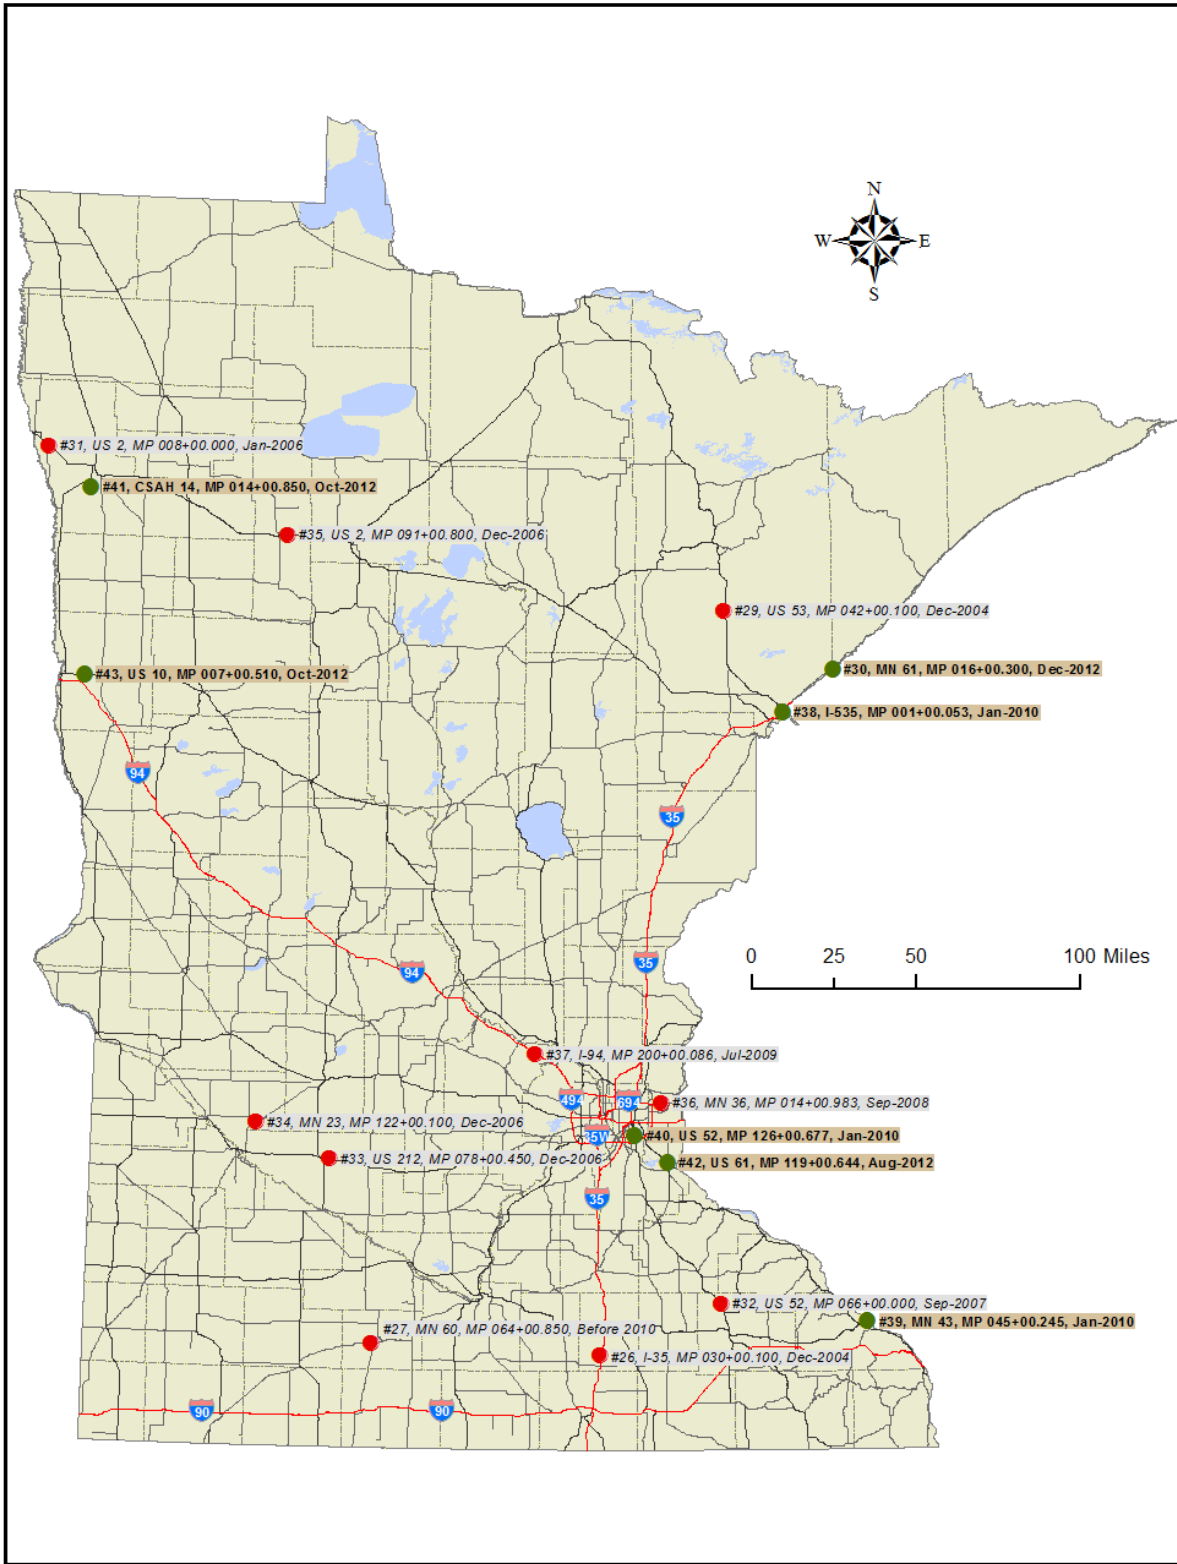 N
W E
S
#31, US 2, MP 008+00.000, Jan-2006
#41, CSAH 14, MP 014+00.850, Oct-2012
#35, US 2, MP 091+00.800, Dec-2006
#29, US 53, MP 042+00.100, Dec-2004
#43, US 10, MP 007+00.510, Oct-2012
#30, MN 61, MP 016+00.300, Dec-2012
#38, I-535, MP 001+00.053, Jan-2010
94
35
94
35
0 25 50 100 Miles
#37, I-94, MP 200+00.086, Jul-2009
494
694
#36, MN 36, MP 014+00.983, Sep-2008
#34, MN 23, MP 122+00.100, Dec-2006
35W
#40, US 52, MP 126+00.677, Jan-2010
#33, US 212, MP 078+00.450, Dec-2006
#42, US 61, MP 119+00.644, Aug-2012
35
#32, US 52, MP 066+00.000, Sep-2007
#39, MN 43, MP 045+00.245, Jan-2010
#27, MN 60, MP 064+00.850, Before 2010
#26, I-35, MP 030+00.100, Dec-2004
90
90